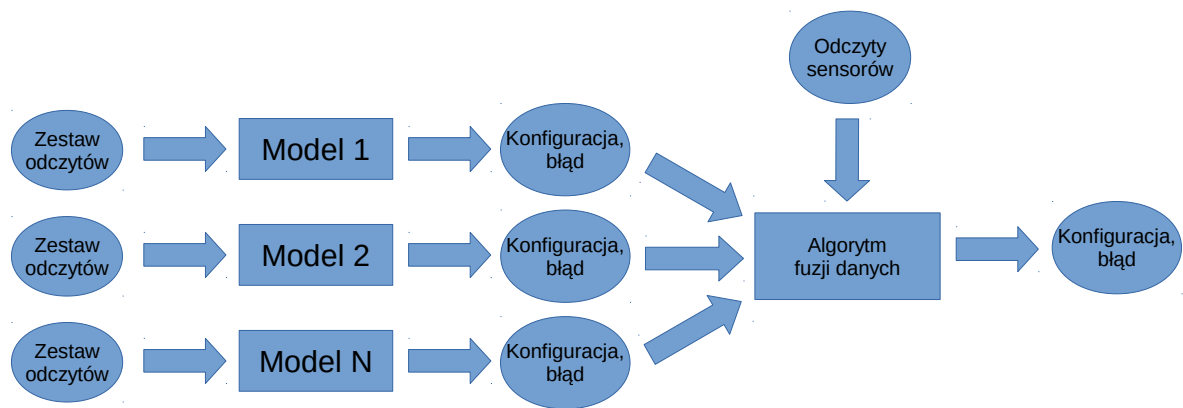 Odczyty
sensorów
Zestaw
odczytów
Model 1
Konfiguracja,
błąd
Zestaw
odczytów
Model 2
Konfiguracja,
błąd
Algorytm
fuzji danych
Konfiguracja,
błąd
Zestaw
odczytów
Model N
Konfiguracja,
błąd